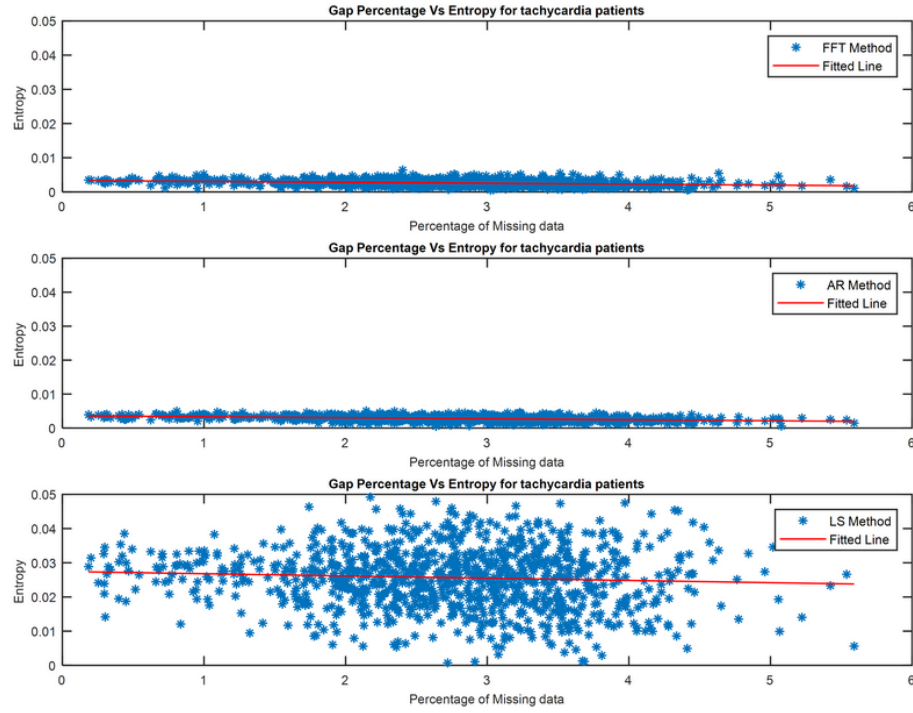 Gap Percentage Vs Entropy for tachycardia patients
0.05
0.04
0.03
0.02
0.01
0
Entropy
FFT Method
Fitted Line
0 1 2 3 4 5 6
Percentage of Missing data
Gap Percentage Vs Entropy for tachycardia patients
0.05
0.04
0.03
0.02
0.01
0
Entropy
AR Method
Fitted Line
0 1 2 3 4 5 6
Percentage of Missing data
Gap Percentage Vs Entropy for tachycardia patients
0.05
0.04
0.03
0.02
0.01
0
Entropy
LS Method
Fitted Line
0 1 2 3 4 5 6
Percentage of Missing data